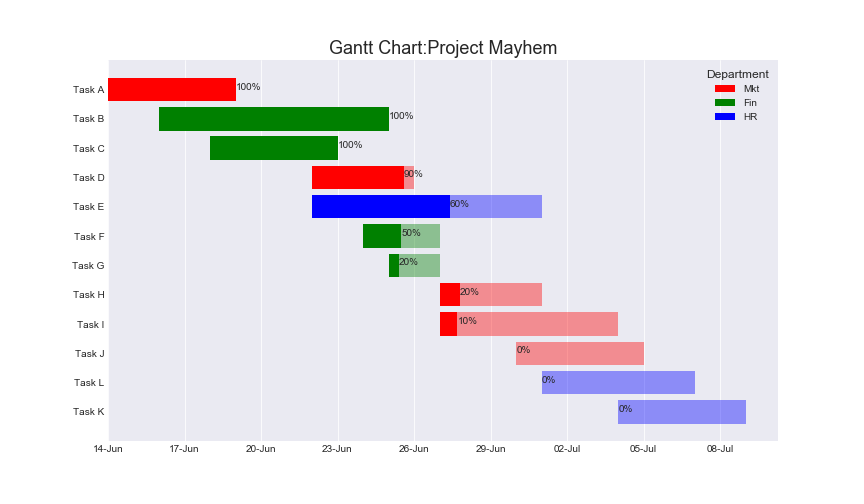 Gantt Chart:Project Mayhem
Department
Mkt
Fin
HR
Task A
100%
Task B
100%
Task C
100%
Task D
90%
Task E
60%
Task F
50%
Task G
20%
Task H
20%
Task I
10%
Task J
0%
Task L
0%
Task K
0%
14-Jun 17-Jun 20-Jun 23-Jun 26-Jun 29-Jun 02-Jul 05-Jul 08-Jul